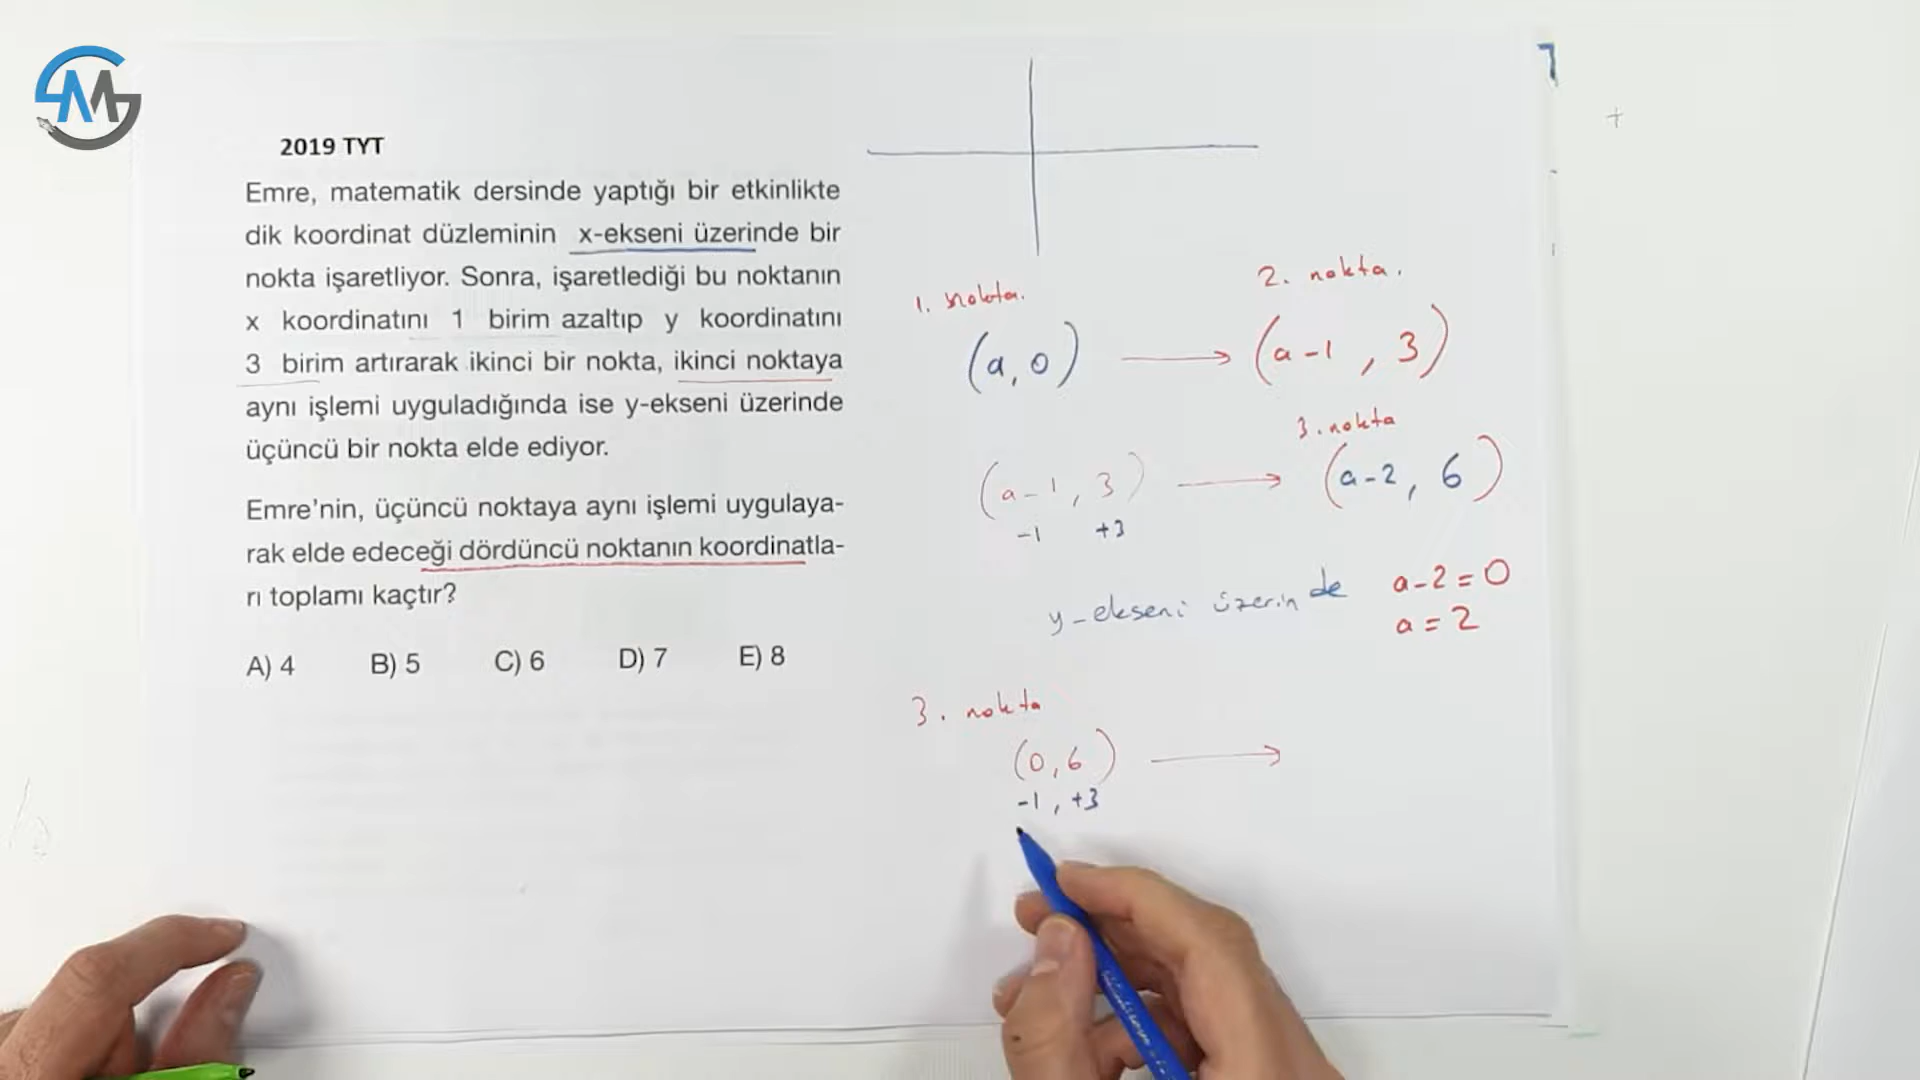 2019 TYT
Emre, matematik dersinde yaptığı bir etkinlikte
dik koordinat düzleminin x-ekseni üzerinde bir
nokta işaretliyor. Sonra, işaretlediği bu noktanın
x koordinatını 1 birim azaltıp y koordinatını
3 birim artırarak ikinci bir nokta, ikinci noktaya
aynı işlemi uyguladığında ise y-ekseni üzerinde
üçüncü bir nokta elde ediyor.
Emre'nin, üçüncü noktaya aynı işlemi uygulaya-
rak elde edeceği dördüncü noktanın koordinatla-
rı toplamı kaçtır?
A) 4 B) 5 C) 6 D) 7 E) 8
1. nokta. 2. nokta.
(a, 0) → (a-1, 3)
3. nokta
(a-1, 3) → (a-2, 6)
-1 +3
y-ekseni üzerinde a-2=0
a=2
3. nokta
(0, 6) →
-1, +3